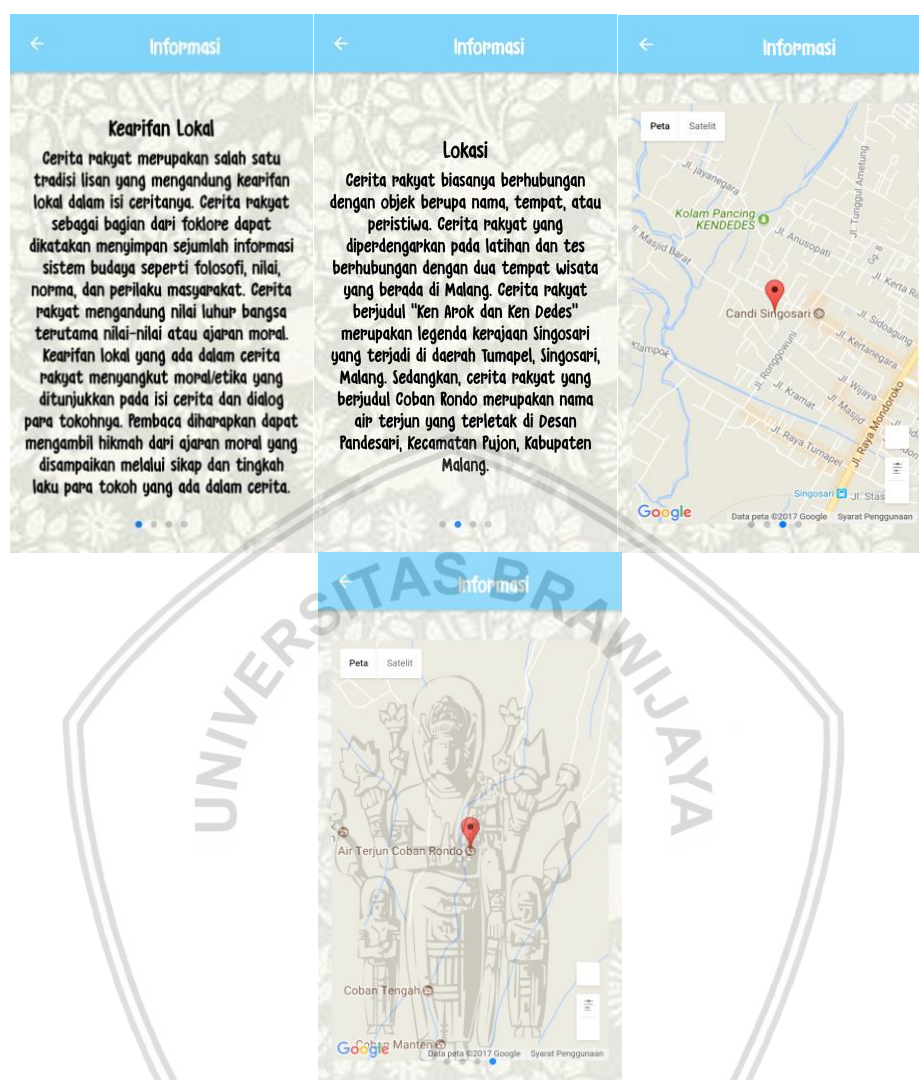 Informasi
Kearifan Lokal
Cerita rakyat merupakan salah satu
tradisi lisan yang mengandung kearifan
lokal dalam isi ceritanya. Cerita rakyat
sebagai bagian dari foklore dapat
dikatakan menyimpan sejumlah informasi
sistem budaya seperti folosofi, nilai,
norma, dan perilaku masyarakat. Cerita
rakyat mengandung nilai luhur bangsa
terutama nilai-nilai atau ajaran moral.
Kearifan lokal yang ada dalam cerita
rakyat menyangkut moral/etika yang
ditunjukkan pada isi cerita dan dialog
para tokohnya. Pembaca diharapkan dapat
mengambil hikmah dari ajaran moral yang
disampaikan melalui sikap dan tingkah
laku para tokoh yang ada dalam cerita.
Informasi
Lokasi
Cerita rakyat biasanya berhubungan
dengan objek berupa nama, tempat, atau
peristiwa. Cerita rakyat yang
diperdengarkan pada latihan dan tes
berhubungan dengan dua tempat wisata
yang berada di Malang. Cerita rakyat
berjudul "Ken Arok dan Ken Dedes"
merupakan legenda kerajaan Singosari
yang terjadi di daerah Tumapel, Singosari,
Malang. Sedangkan, cerita rakyat yang
berjudul Coban Rondo merupakan nama
air terjun yang terletak di Desan
Pandesari, Kecamatan Pujon, Kabupaten
Malang.
Informasi
Peta Satelit
Jl. Jayanegara
Jl. Tunggul Ametung
Kolam Pancing
KENDEDES
Jl. Masjid Barat
Jl. Anusopati
Gg. 8
Jl. Kerta Ra
Candi Singosari
Jl. Sidoagung
Klampok
Jl. Ronggowuni
Jl. Kertanegara
Jl. Kramat
Jl. Wijaya
Jl. Masjid
Jl. Raya Mondoroko
Jl. Raya Tumapel
Singosari
Jl. Stas
Google
Data peta ©2017 Google Syarat Penggunaan
Informasi
Peta Satelit
Air Terjun Coban Rondo
Coban Tengah
Coban Manten
Google
Data peta ©2017 Google Syarat Penggunaan
UNIVERSITAS BRAWIJAYA